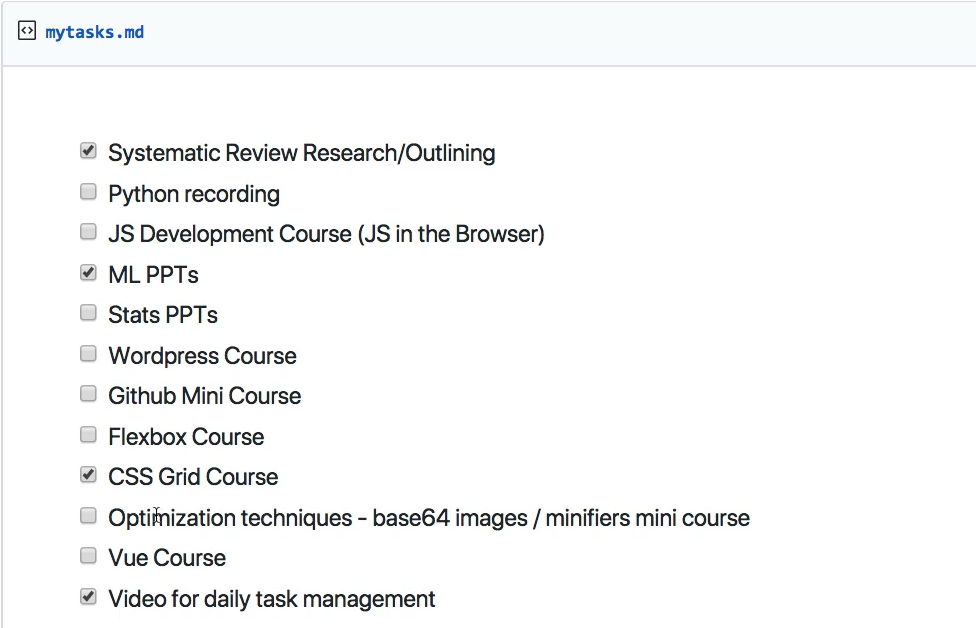 mytasks.md
Systematic Review Research/Outlining
Python recording
JS Development Course (JS in the Browser)
ML PPTs
Stats PPTs
Wordpress Course
Github Mini Course
Flexbox Course
CSS Grid Course
Optimization techniques - base64 images / minifiers mini course
Vue Course
Video for daily task management